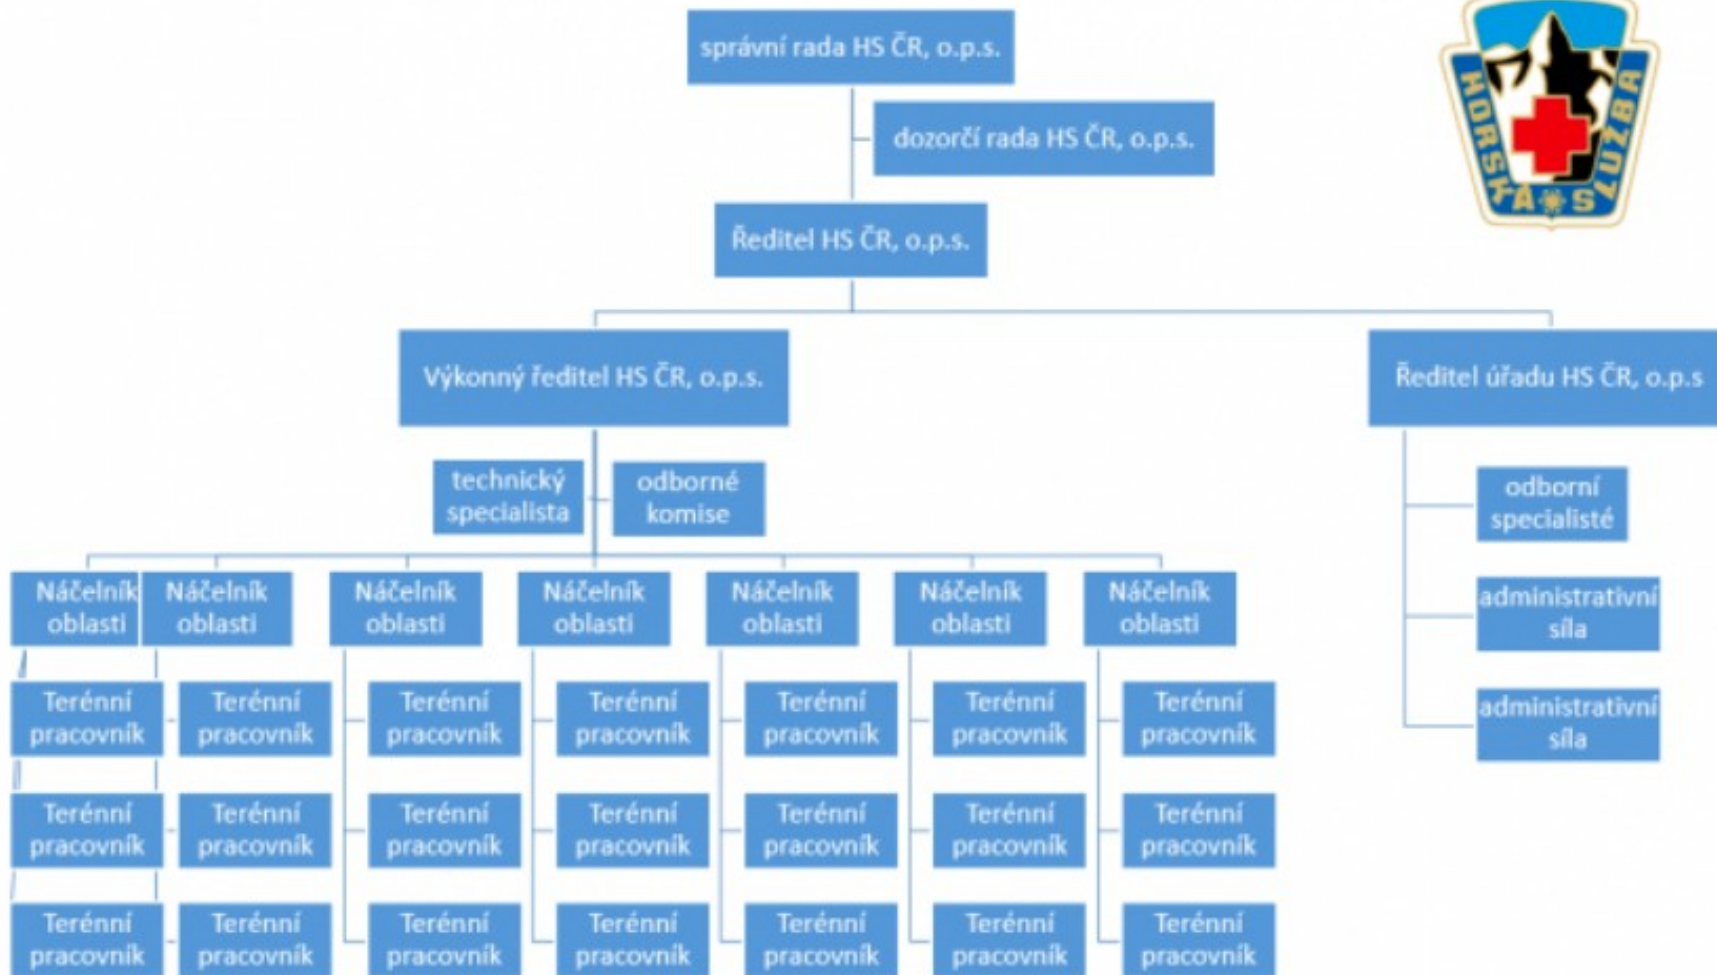 správní rada HS ČR, o.p.s.
HORSKÁ SLUŽBA
dozorčí rada HS ČR, o.p.s.
Ředitel HS ČR, o.p.s.
Výkonný ředitel HS ČR, o.p.s.
Ředitel úřadu HS ČR, o.p.s
technický
specialista
odborné
komise
odborní
specialisté
administrativní
síla
administrativní
síla
Náčelník
oblasti
Náčelník
oblasti
Náčelník
oblasti
Náčelník
oblasti
Náčelník
oblasti
Náčelník
oblasti
Náčelník
oblasti
Terénní
pracovník
Terénní
pracovník
Terénní
pracovník
Terénní
pracovník
Terénní
pracovník
Terénní
pracovník
Terénní
pracovník
Terénní
pracovník
Terénní
pracovník
Terénní
pracovník
Terénní
pracovník
Terénní
pracovník
Terénní
pracovník
Terénní
pracovník
Terénní
pracovník
Terénní
pracovník
Terénní
pracovník
Terénní
pracovník
Terénní
pracovník
Terénní
pracovník
Terénní
pracovník